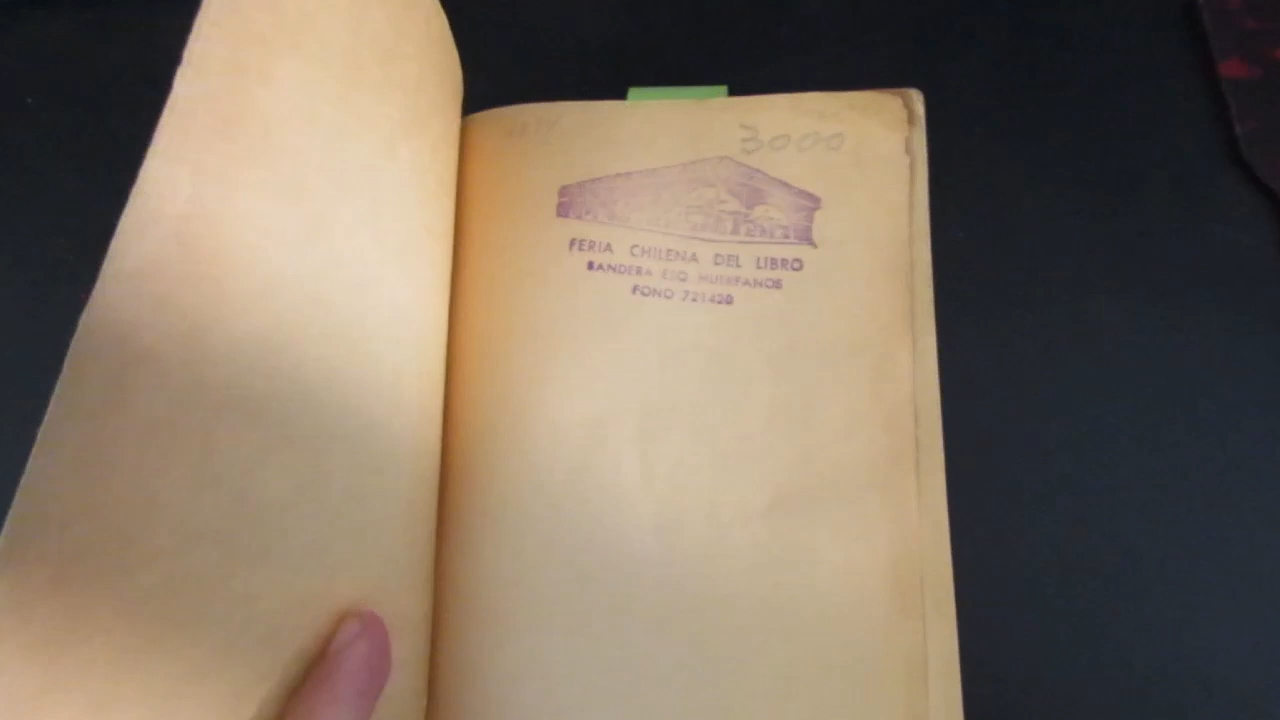 3000
FERIA CHILENA DEL LIBRO
BANDERA ESQ HUERFANOS
FONO 721420